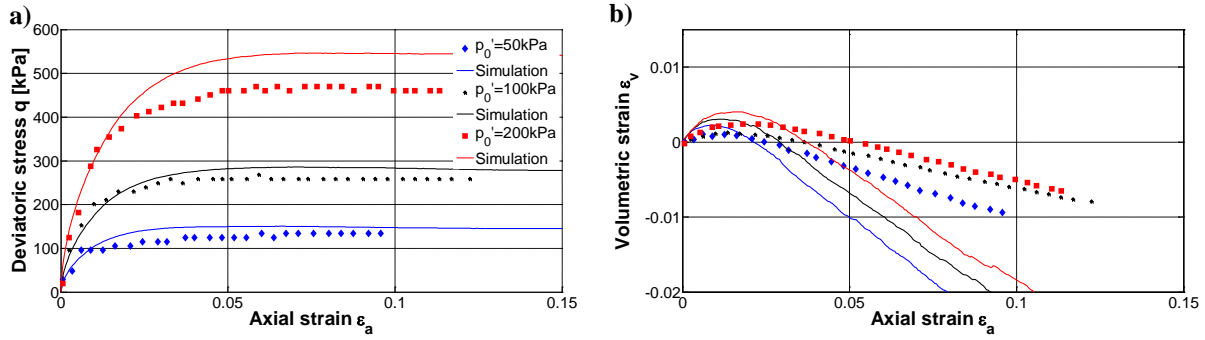 a)
Deviatoric stress q [kPa]
600
500
400
300
200
100
0
0
0.05
0.1
0.15
Axial strain εa
p0'=50kPa
Simulation
p0'=100kPa
Simulation
p0'=200kPa
Simulation
b)
Volumetric strain εv
0.01
0
-0.01
-0.02
0
0.05
0.1
0.15
Axial strain εa